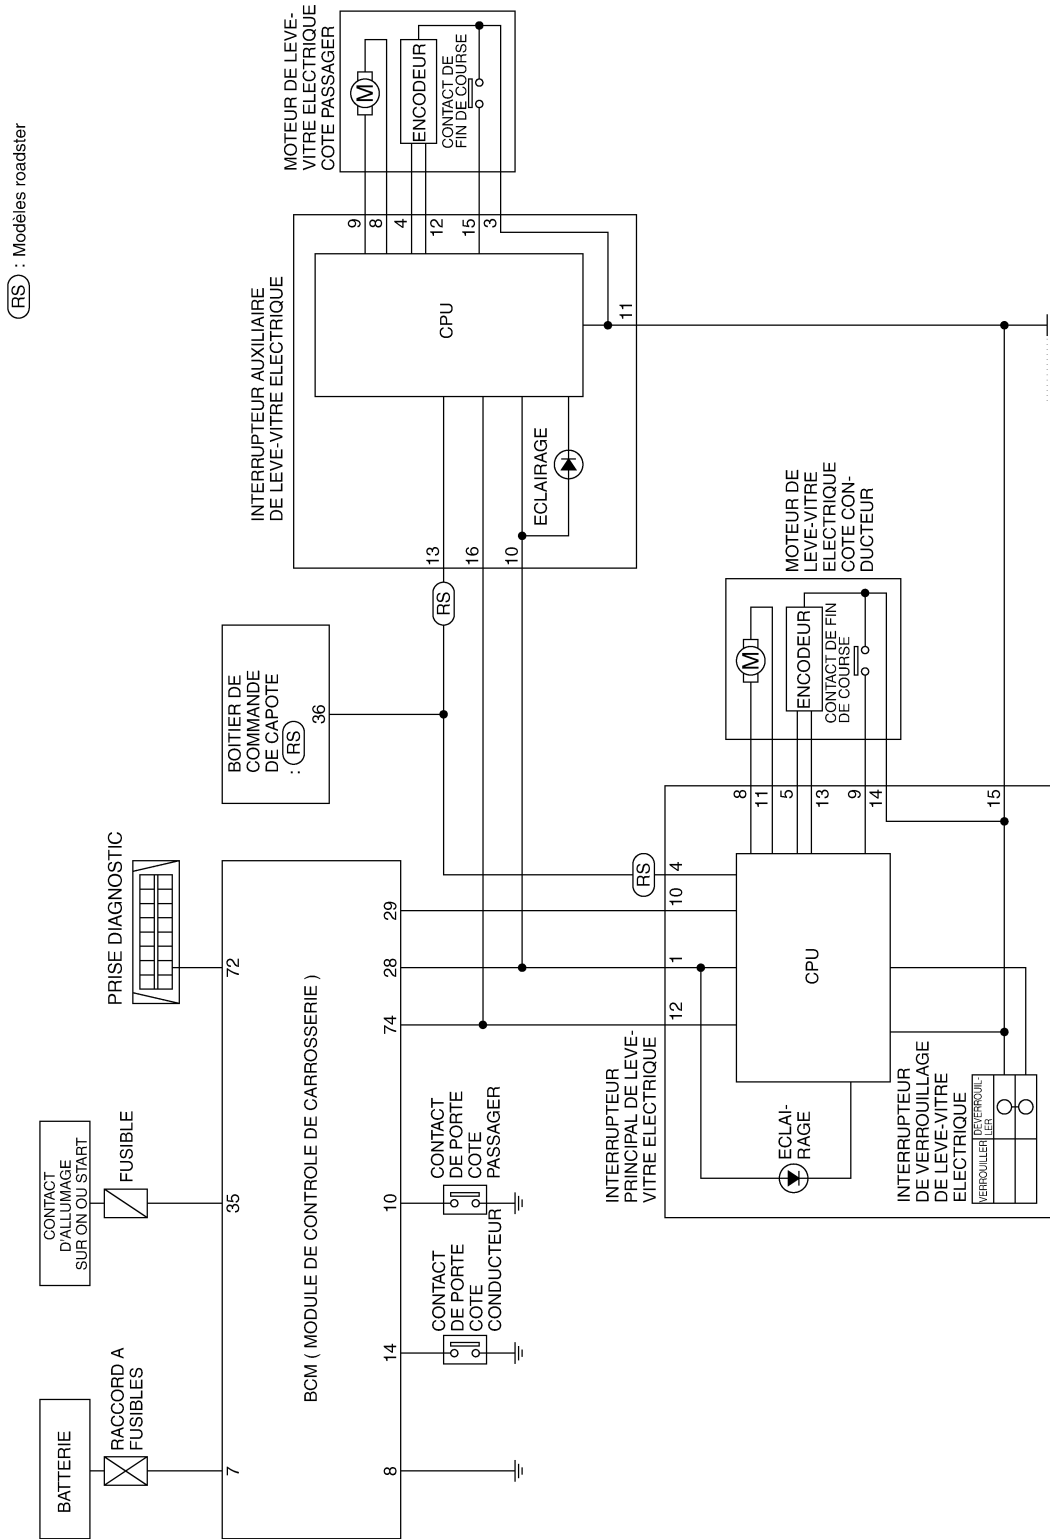 (RS) : Modèles roadster
BATTERIE
RACCORD A
FUSIBLES
7
CONTACT
D'ALLUMAGE
SUR ON OU START
FUSIBLE
35
PRISE DIAGNOSTIC
72
BCM ( MODULE DE CONTROLE DE CARROSSERIE )
8
14
10
74
28
29
CONTACT
DE PORTE
COTE
CONDUCTEUR
CONTACT
DE PORTE
COTE
PASSAGER
BOITIER DE
COMMANDE
DE CAPOTE
: (RS)
36
RS
INTERRUPTEUR AUXILIAIRE
DE LEVE-VITRE ELECTRIQUE
13
16
10
ECLAIRAGE
CPU
9
8
4
12
15
3
11
MOTEUR DE LEVE-
VITRE ELECTRIQUE
COTE PASSAGER
M
ENCODEUR
CONTACT DE
FIN DE COURSE
INTERRUPTEUR
PRINCIPAL DE LEVE-
VITRE ELECTRIQUE
12
1
10
4
RS
ECLAI-
RAGE
CPU
8
11
5
13
9
14
15
MOTEUR DE
LEVE-VITRE
ELECTRIQUE
COTE CON-
DUCTEUR
M
ENCODEUR
CONTACT DE FIN
DE COURSE
INTERRUPTEUR
DE VERROUILLAGE
DE LEVE-VITRE
ELECTRIQUE
VERROUILLER
DEVERROUIL-
LER